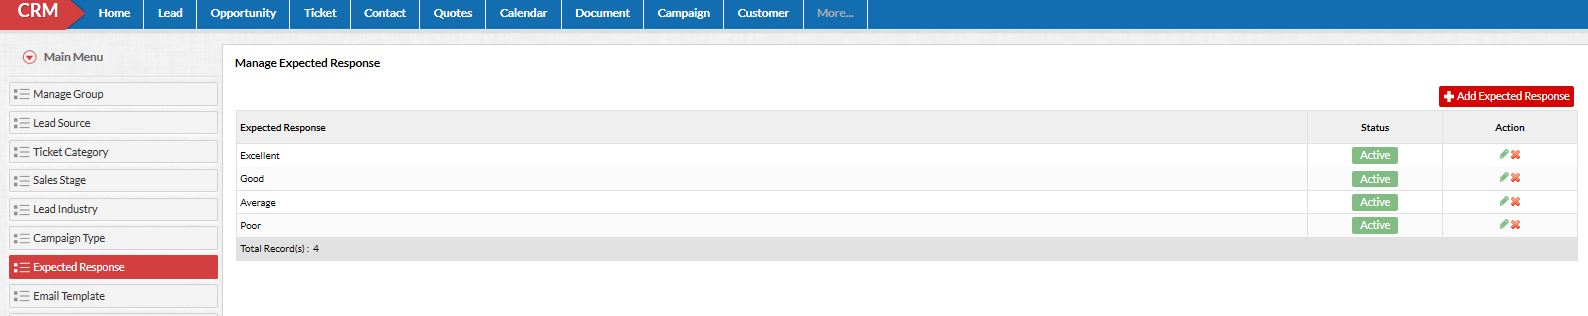 CRM Home Lead Opportunity Ticket Contact Quotes Calendar Document Campaign Customer More...
Main Menu
Manage Group
Lead Source
Ticket Category
Sales Stage
Lead Industry
Campaign Type
Expected Response
Email Template
Manage Expected Response
Add Expected Response
Expected Response Status Action
Excellent Active
Good Active
Average Active
Poor Active
Total Record(s) : 4